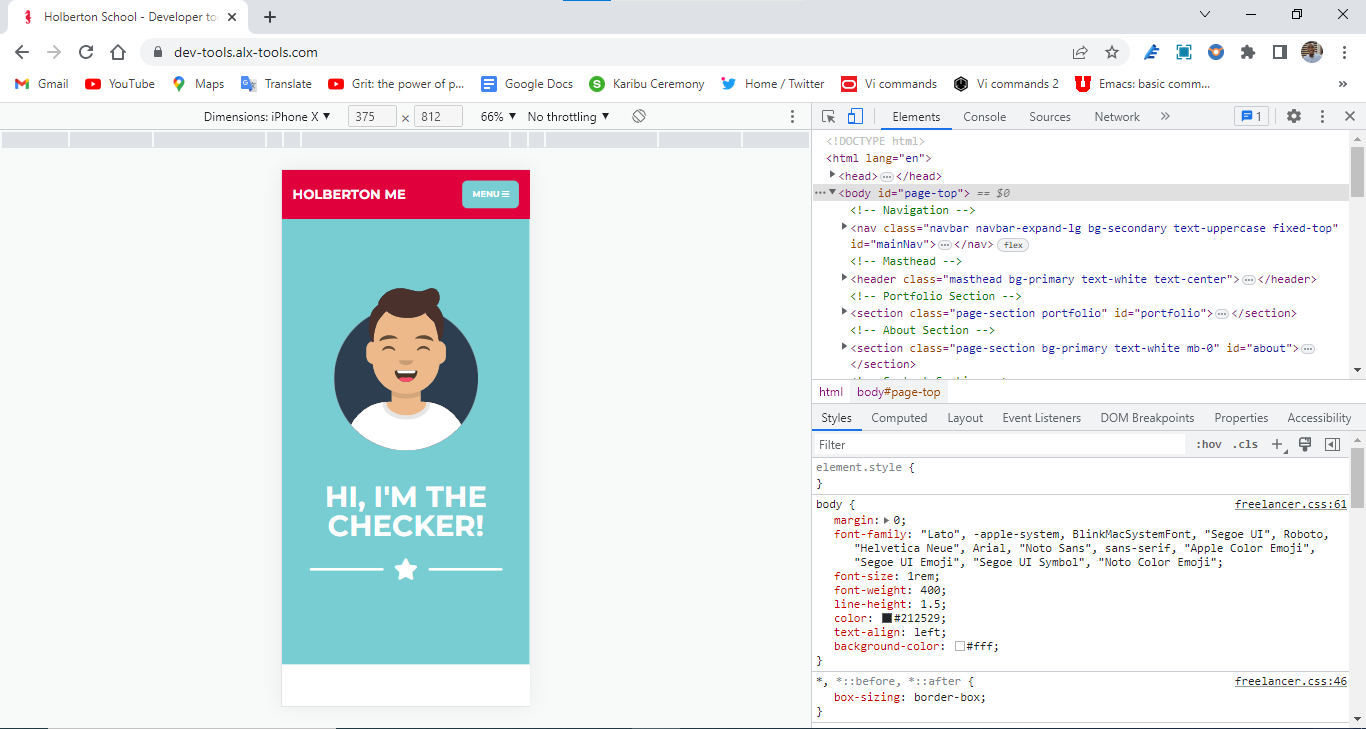 Holberton School - Developer to
dev-tools.alx-tools.com
Gmail YouTube Maps Translate Grit: the power of p... Google Docs Karibu Ceremony Home / Twitter Vi commands Vi commands 2 Emacs: basic comm... »
Dimensions: iPhone X ▼ 375 × 812 66% ▼ No throttling ▼
Elements Console Sources Network » 1
HOLBERTON ME
MENU
HI, I'M THE
CHECKER!
<!DOCTYPE html>
<html lang="en">
<head>…</head>
<body id="page-top"> == $0
<!-- Navigation -->
<nav class="navbar navbar-expand-lg bg-secondary text-uppercase fixed-top"
id="mainNav">…</nav> flex
<!-- Masthead -->
<header class="masthead bg-primary text-white text-center">…</header>
<!-- Portfolio Section -->
<section class="page-section portfolio" id="portfolio">…</section>
<!-- About Section -->
<section class="page-section bg-primary text-white mb-0" id="about">…
</section>
html body#page-top
Styles Computed Layout Event Listeners DOM Breakpoints Properties Accessibility
Filter :hov .cls +
element.style {
}
body { freelancer.css:61
margin: 0;
font-family: "Lato", -apple-system, BlinkMacSystemFont, "Segoe UI", Roboto,
"Helvetica Neue", Arial, "Noto Sans", sans-serif, "Apple Color Emoji",
"Segoe UI Emoji", "Segoe UI Symbol", "Noto Color Emoji";
font-size: 1rem;
font-weight: 400;
line-height: 1.5;
color: #212529;
text-align: left;
background-color: #fff;
}
*, *::before, *::after { freelancer.css:46
box-sizing: border-box;
}